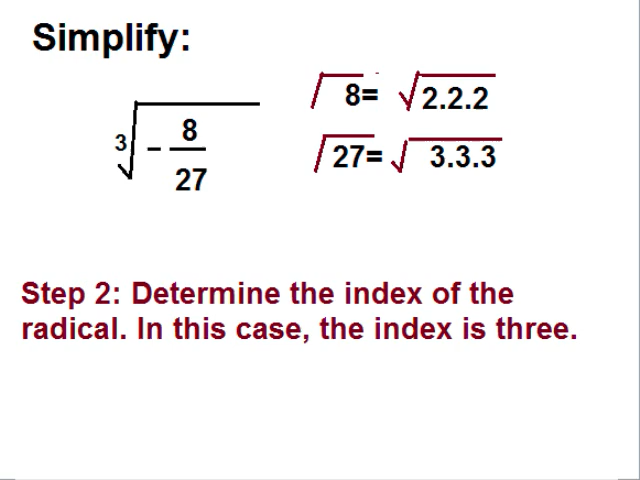 Simplify:
√8= √2.2.2
3√-8/27
√27= √3.3.3
Step 2: Determine the index of the
radical. In this case, the index is three.